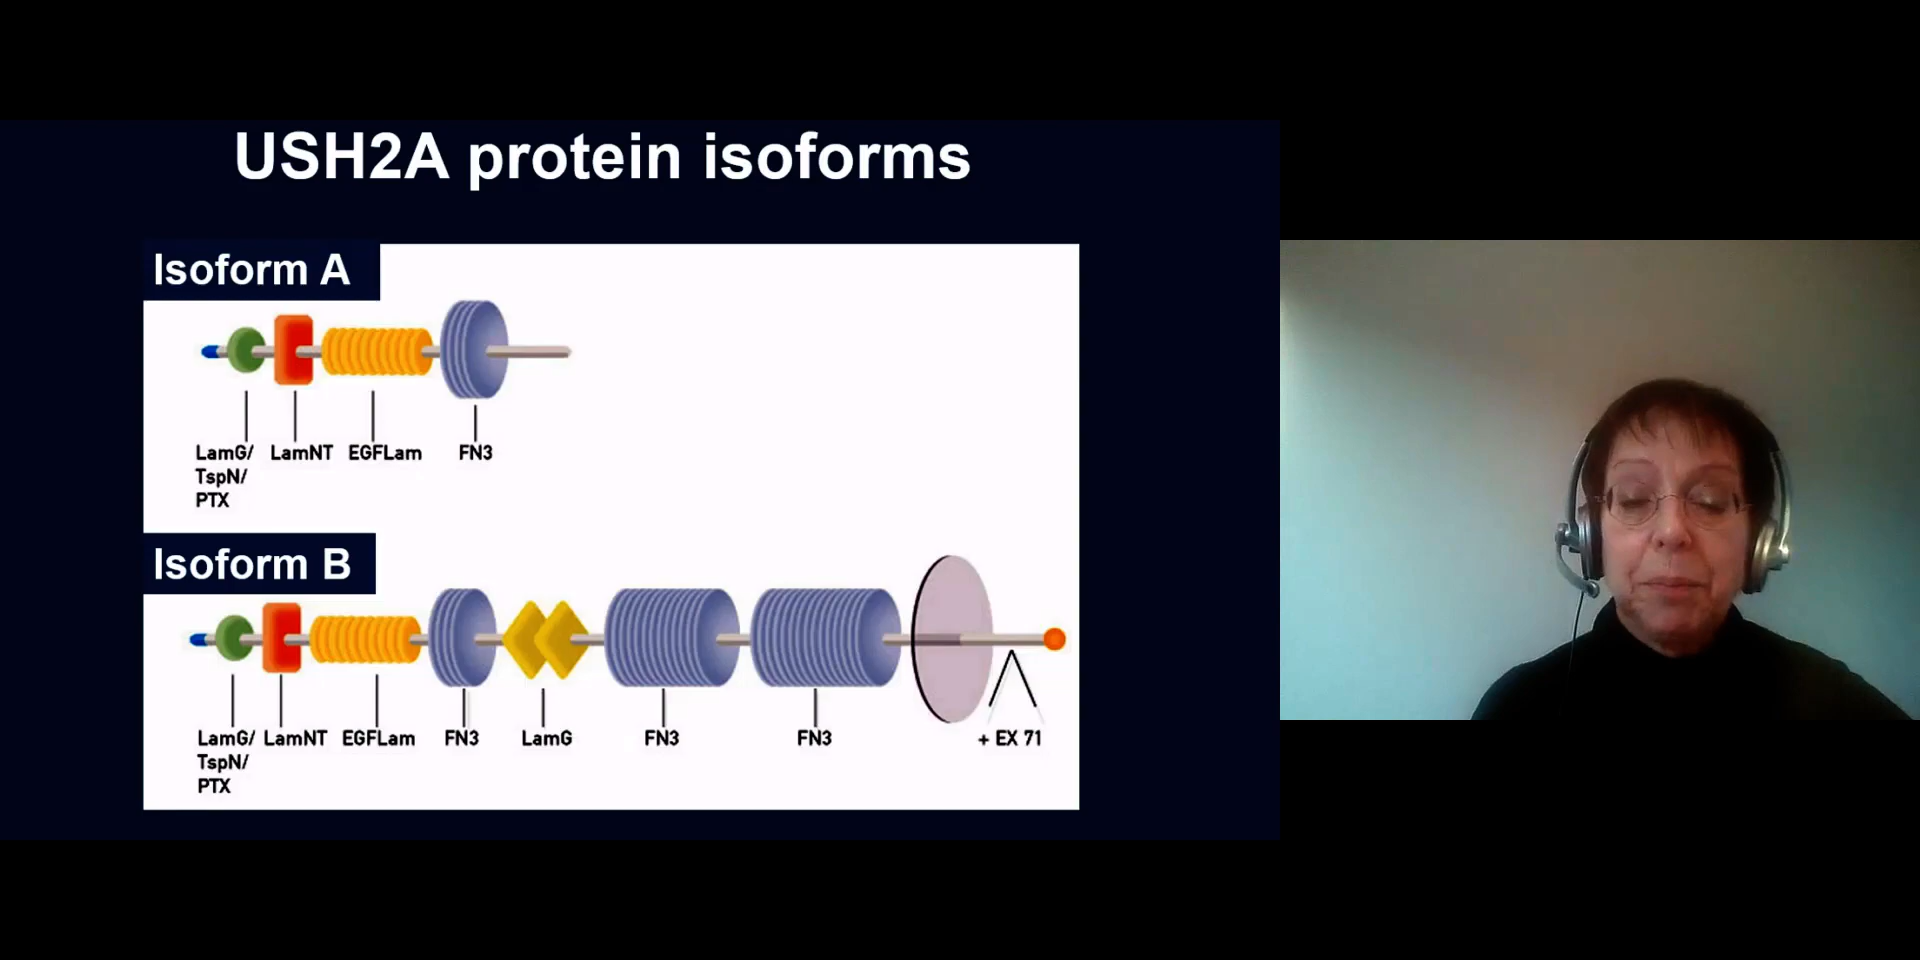 USH2A protein isoforms
Isoform A
LamG/ LamNT EGFLam FN3
TspN/
PTX
Isoform B
LamG/ LamNT EGFLam FN3 LamG FN3 FN3 + EX 71
TspN/
PTX